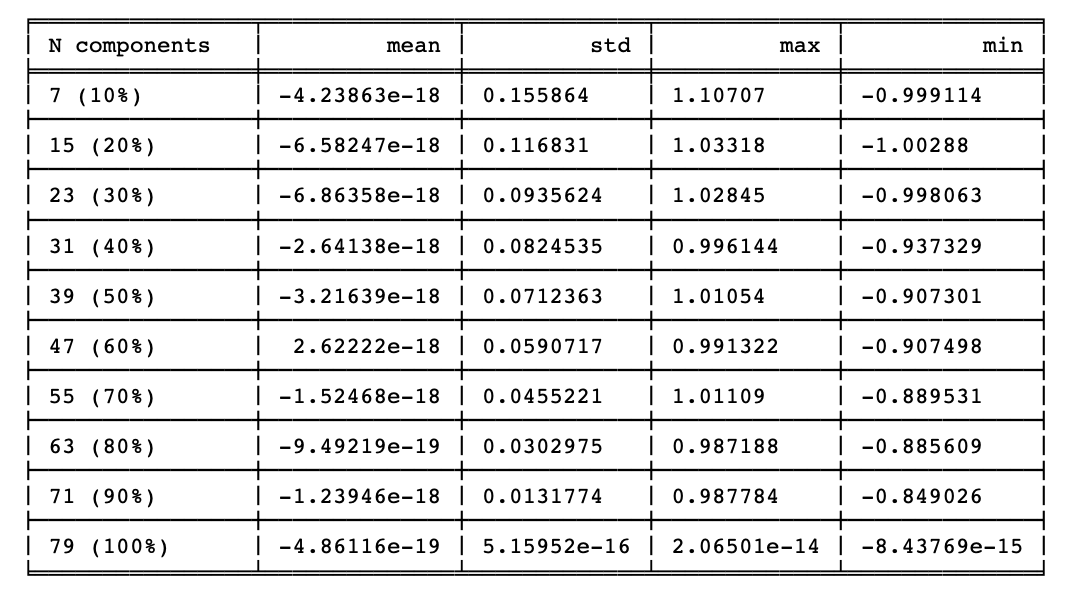 N components mean std max min
7 (10%) -4.23863e-18 0.155864 1.10707 -0.999114
15 (20%) -6.58247e-18 0.116831 1.03318 -1.00288
23 (30%) -6.86358e-18 0.0935624 1.02845 -0.998063
31 (40%) -2.64138e-18 0.0824535 0.996144 -0.937329
39 (50%) -3.21639e-18 0.0712363 1.01054 -0.907301
47 (60%) 2.62222e-18 0.0590717 0.991322 -0.907498
55 (70%) -1.52468e-18 0.0455221 1.01109 -0.889531
63 (80%) -9.49219e-19 0.0302975 0.987188 -0.885609
71 (90%) -1.23946e-18 0.0131774 0.987784 -0.849026
79 (100%) -4.86116e-19 5.15952e-16 2.06501e-14 -8.43769e-15